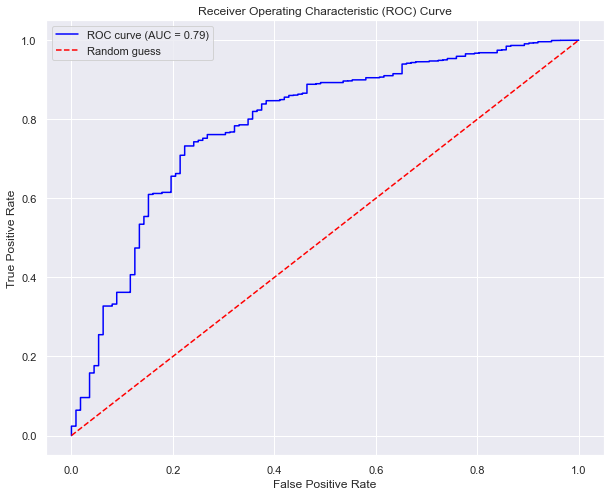 Receiver Operating Characteristic (ROC) Curve
ROC curve (AUC = 0.79)
Random guess
True Positive Rate
1.0
0.8
0.6
0.4
0.2
0.0
0.0 0.2 0.4 0.6 0.8 1.0
False Positive Rate